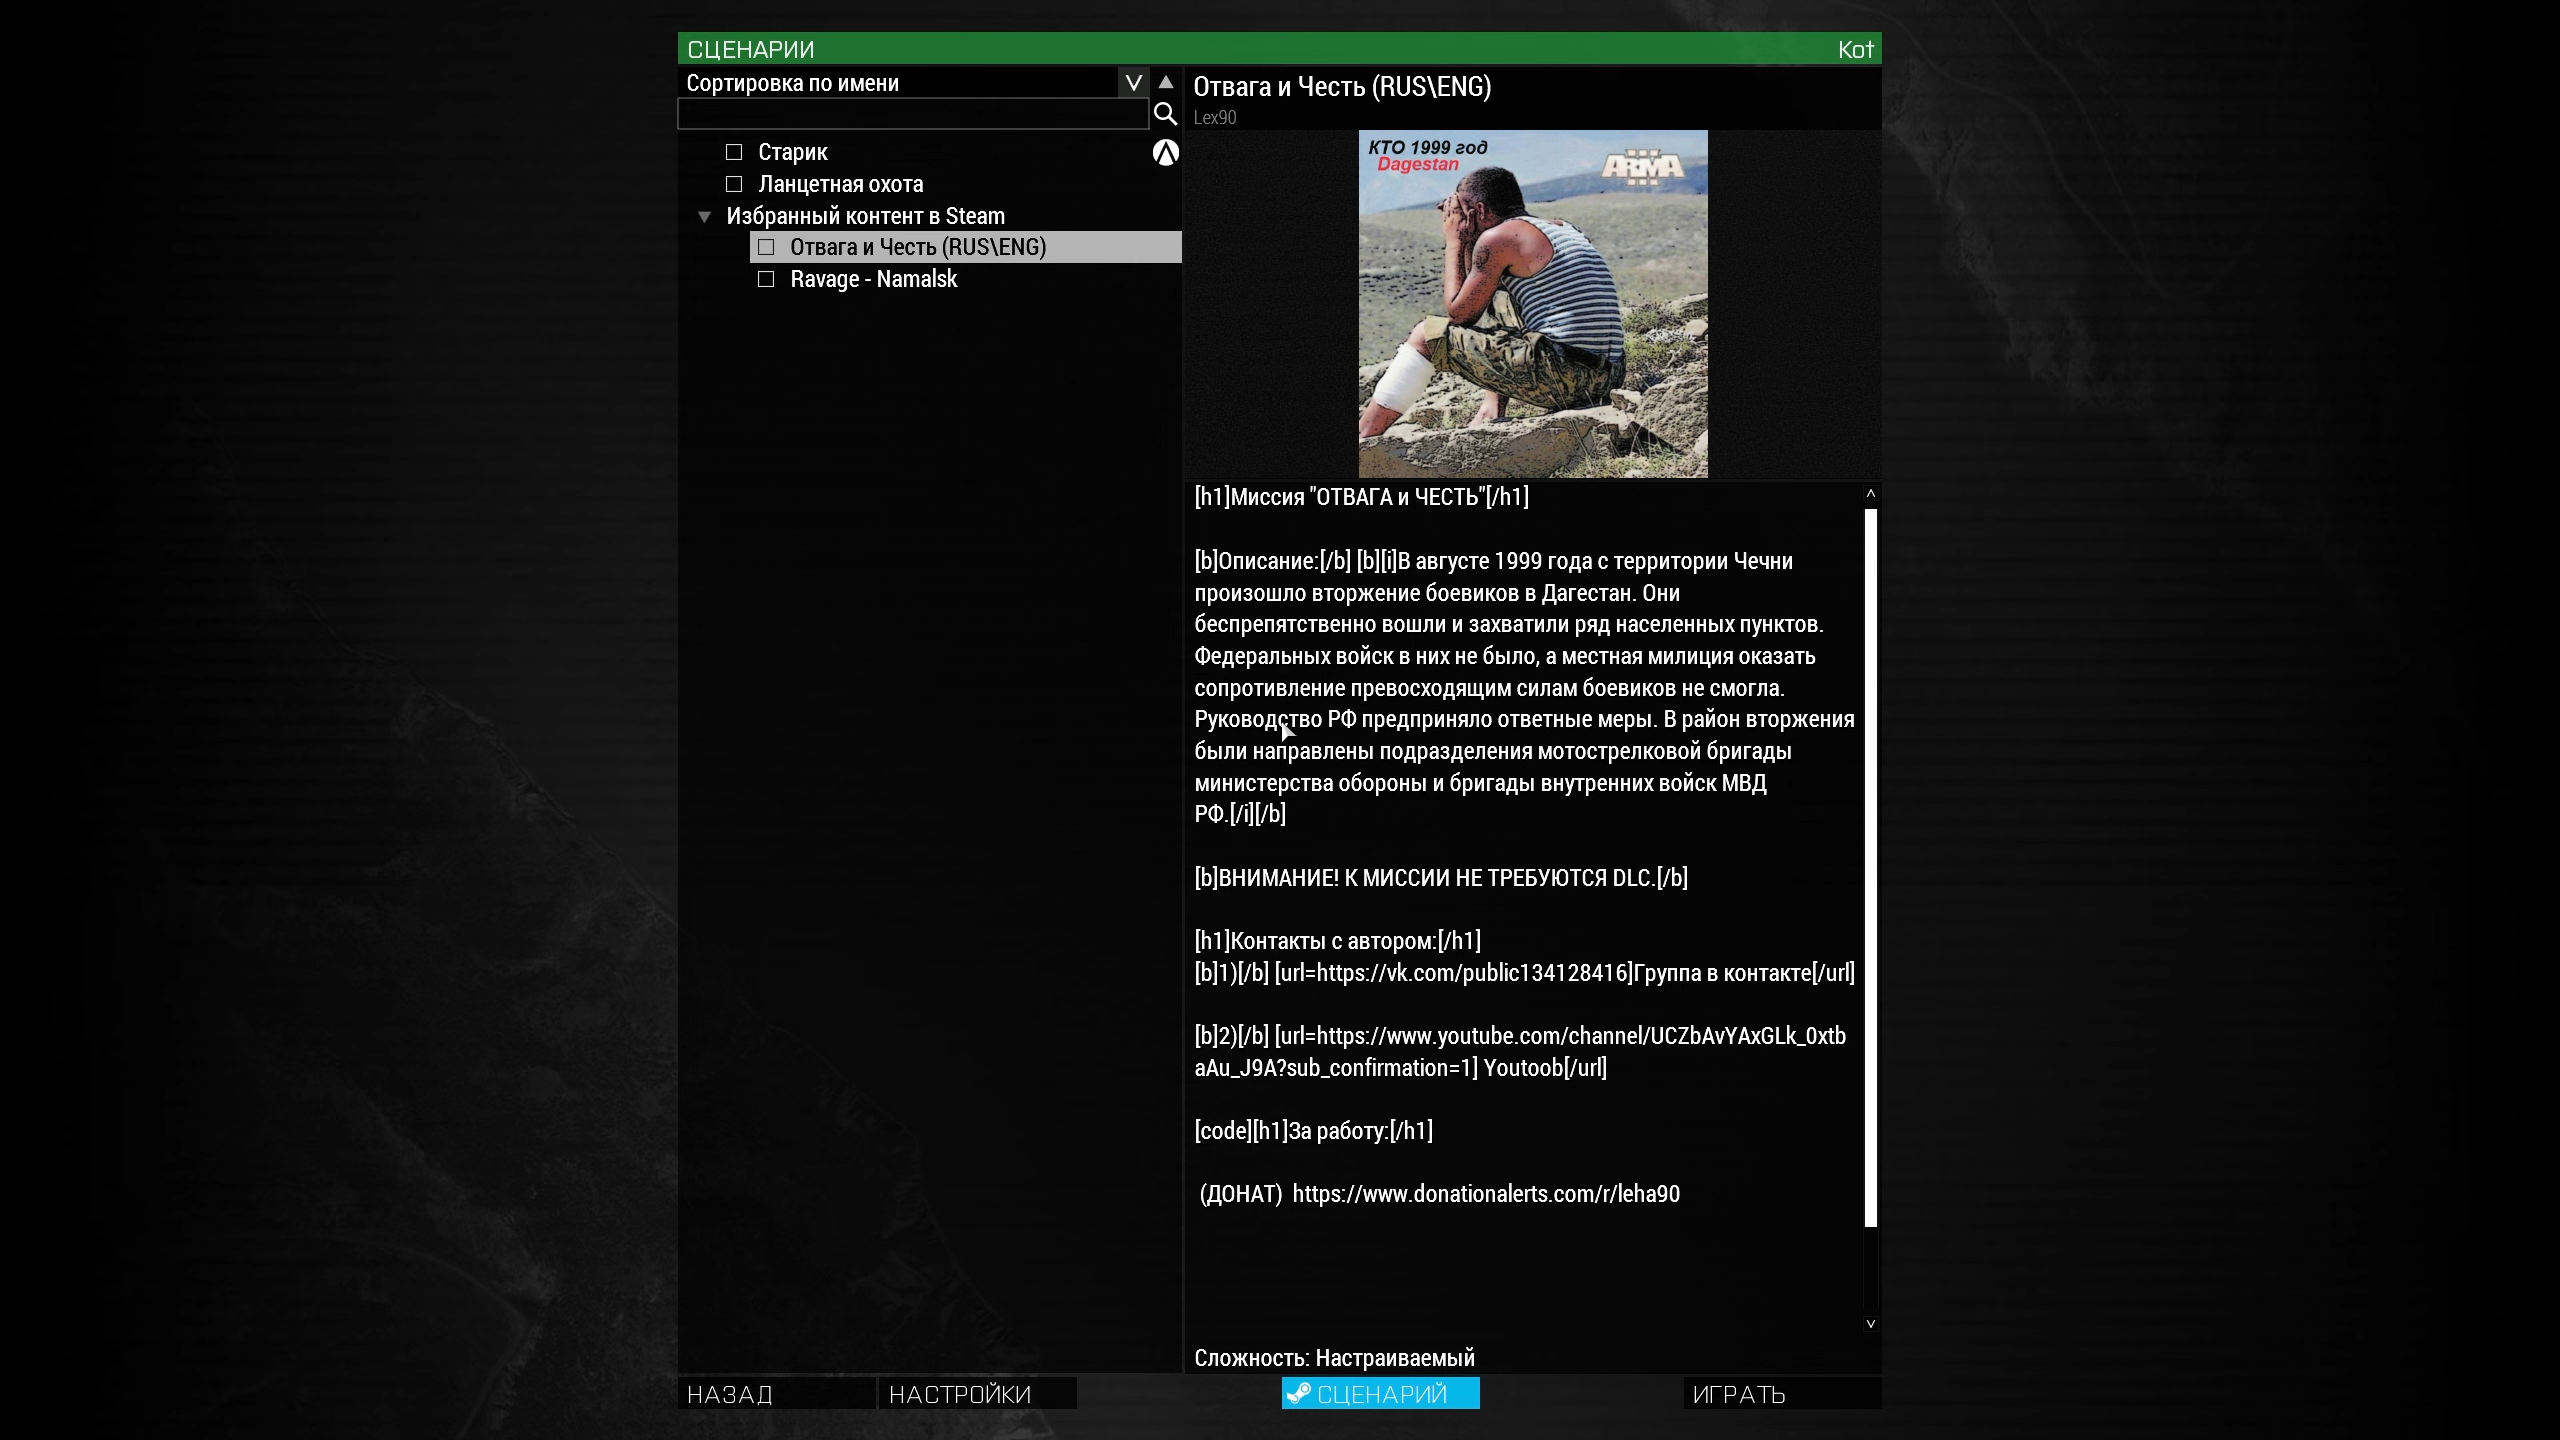 СЦЕНАРИИ
Kot
Сортировка по имени
Старик
Ланцетная охота
Избранный контент в Steam
Отвага и Честь (RUS\ENG)
Ravage - Namalsk
Отвага и Честь (RUS\ENG)
Lex90
КТО 1999 год
Dagestan
ARMA
III
[h1]Миссия "ОТВАГА и ЧЕСТЬ"[/h1]
[b]Описание:[/b] [b][i]В августе 1999 года с территории Чечни
произошло вторжение боевиков в Дагестан. Они
беспрепятственно вошли и захватили ряд населенных пунктов.
Федеральных войск в них не было, а местная милиция оказать
сопротивление превосходящим силам боевиков не смогла.
Руководство РФ предприняло ответные меры. В район вторжения
были направлены подразделения мотострелковой бригады
министерства обороны и бригады внутренних войск МВД
РФ.[/i][/b]
[b]ВНИМАНИЕ! К МИССИИ НЕ ТРЕБУЮТСЯ DLC.[/b]
[h1]Контакты с автором:[/h1]
[b]1)[/b] [url=https://vk.com/public134128416]Группа в контакте[/url]
[b]2)[/b] [url=https://www.youtube.com/channel/UCZbAvYAxGLk_0xtb
aAu_J9A?sub_confirmation=1] Youtoob[/url]
[code][h1]За работу:[/h1]
(ДОНАТ)  https://www.donationalerts.com/r/leha90
Сложность: Настраиваемый
НАЗАД
НАСТРОЙКИ
СЦЕНАРИЙ
ИГРАТЬ